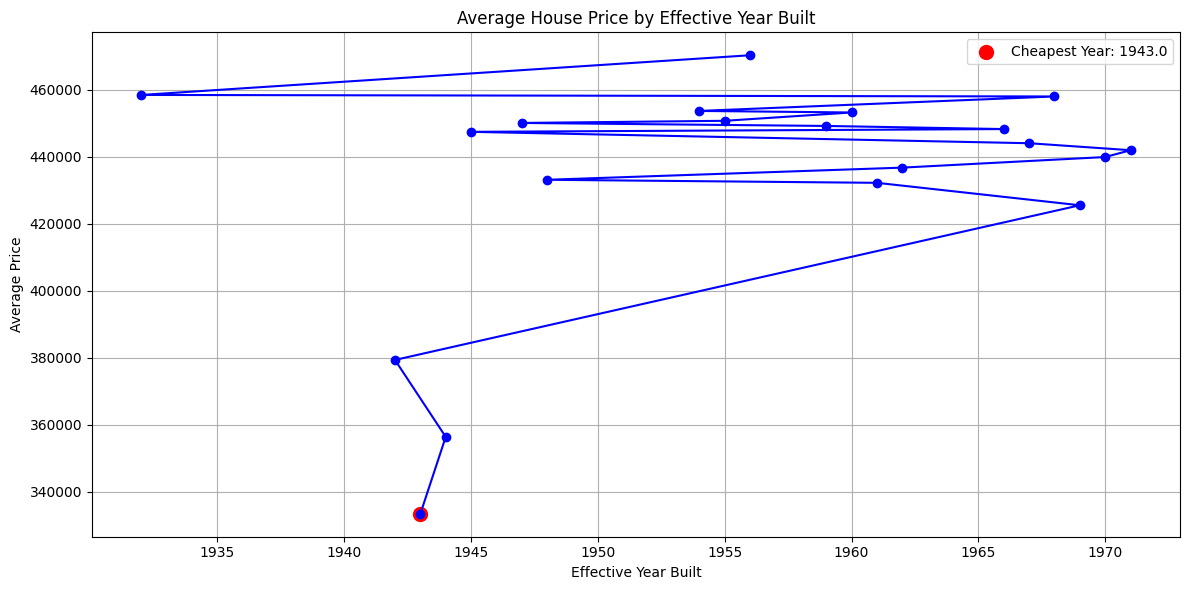 Average House Price by Effective Year Built
Cheapest Year: 1943.0
460000
440000
420000
400000
380000
360000
340000
Average Price
1935 1940 1945 1950 1955 1960 1965 1970
Effective Year Built